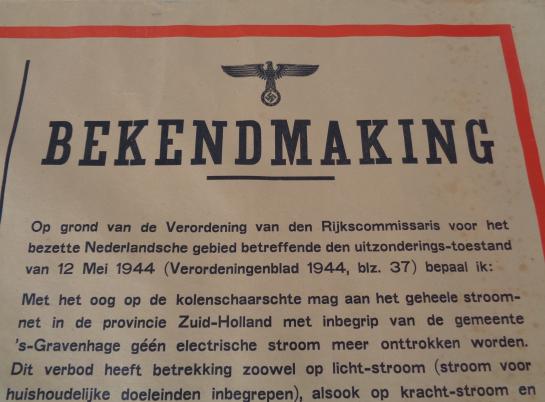 BEKENDMAKING
Op grond van de Verordening van den Rijkscommissaris voor het
bezette Nederlandsche gebied betreffende den uitzonderings-toestand
van 12 Mei 1944 (Verordeningenblad 1944, blz. 37) bepaal ik:
Met het oog op de kolenschaarschte mag aan het geheele stroom-
net in de provincie Zuid-Holland met inbegrip van de gemeente
's-Gravenhage géén electrische stroom meer onttrokken worden.
Dit verbod heeft betrekking zoowel op licht-stroom (stroom voor
huishoudelijke doeleinden inbegrepen), alsook op kracht-stroom en